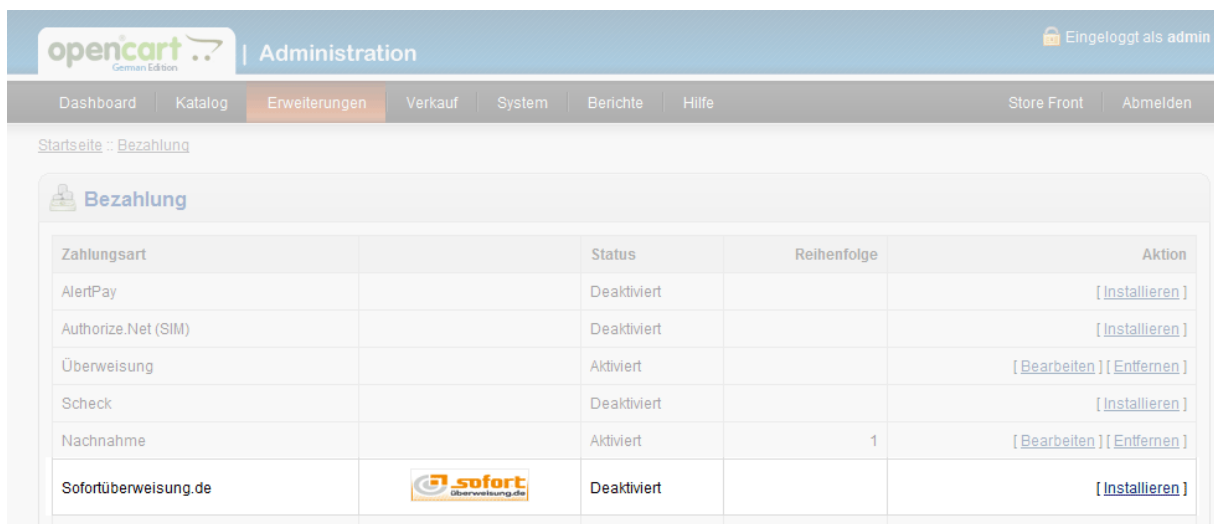 opencart
German Edition
| Administration
Eingeloggt als admin
Dashboard Katalog Erweiterungen Verkauf System Berichte Hilfe Store Front Abmelden
Startseite :: Bezahlung
Bezahlung
Zahlungsart Status Reihenfolge Aktion
AlertPay Deaktiviert [ Installieren ]
Authorize.Net (SIM) Deaktiviert [ Installieren ]
Überweisung Aktiviert [ Bearbeiten ] [ Entfernen ]
Scheck Deaktiviert [ Installieren ]
Nachnahme Aktiviert 1 [ Bearbeiten ] [ Entfernen ]
Sofortüberweisung.de sofort überweisung.de Deaktiviert [ Installieren ]